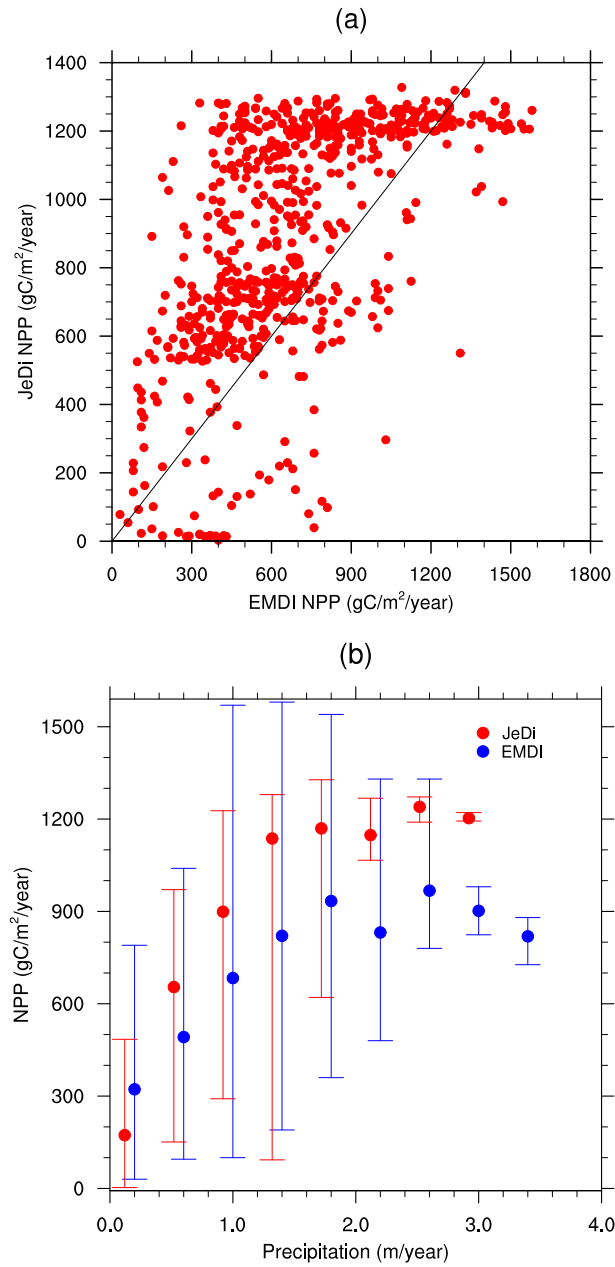 (a)
1400
1200
1000
800
600
400
200
0
JeDi NPP (gC/m²/year)
0 300 600 900 1200 1500 1800
EMDI NPP (gC/m²/year)
(b)
1500
1200
900
600
300
0
NPP (gC/m²/year)
JeDi
EMDI
0.0 1.0 2.0 3.0 4.0
Precipitation (m/year)